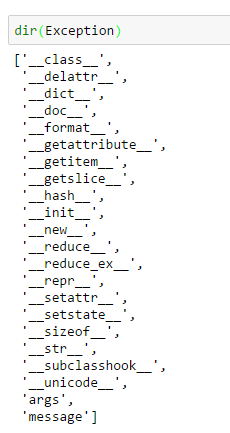 dir(Exception)
['__class__',
'__delattr__',
'__dict__',
'__doc__',
'__format__',
'__getattribute__',
'__getitem__',
'__getslice__',
'__hash__',
'__init__',
'__new__',
'__reduce__',
'__reduce_ex__',
'__repr__',
'__setattr__',
'__setstate__',
'__sizeof__',
'__str__',
'__subclasshook__',
'__unicode__',
'args',
'message']